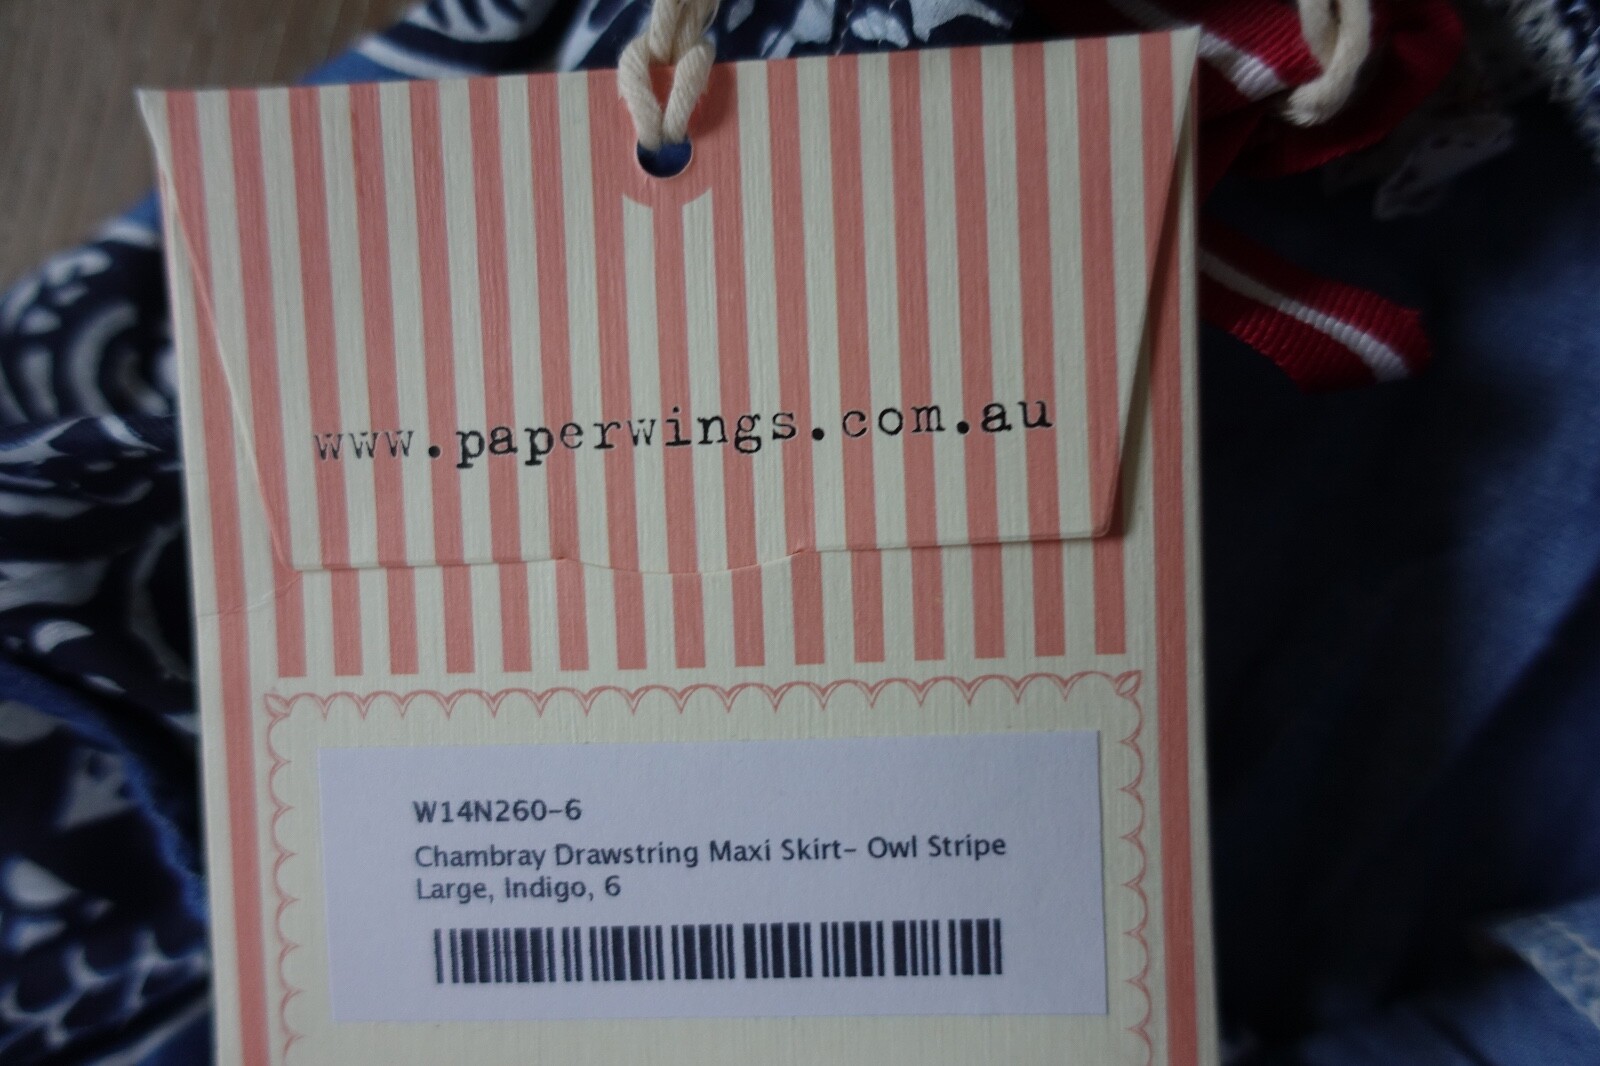 www.paperwings.com.au
W14N260-6
Chambray Drawstring Maxi Skirt- Owl Stripe
Large, Indigo, 6